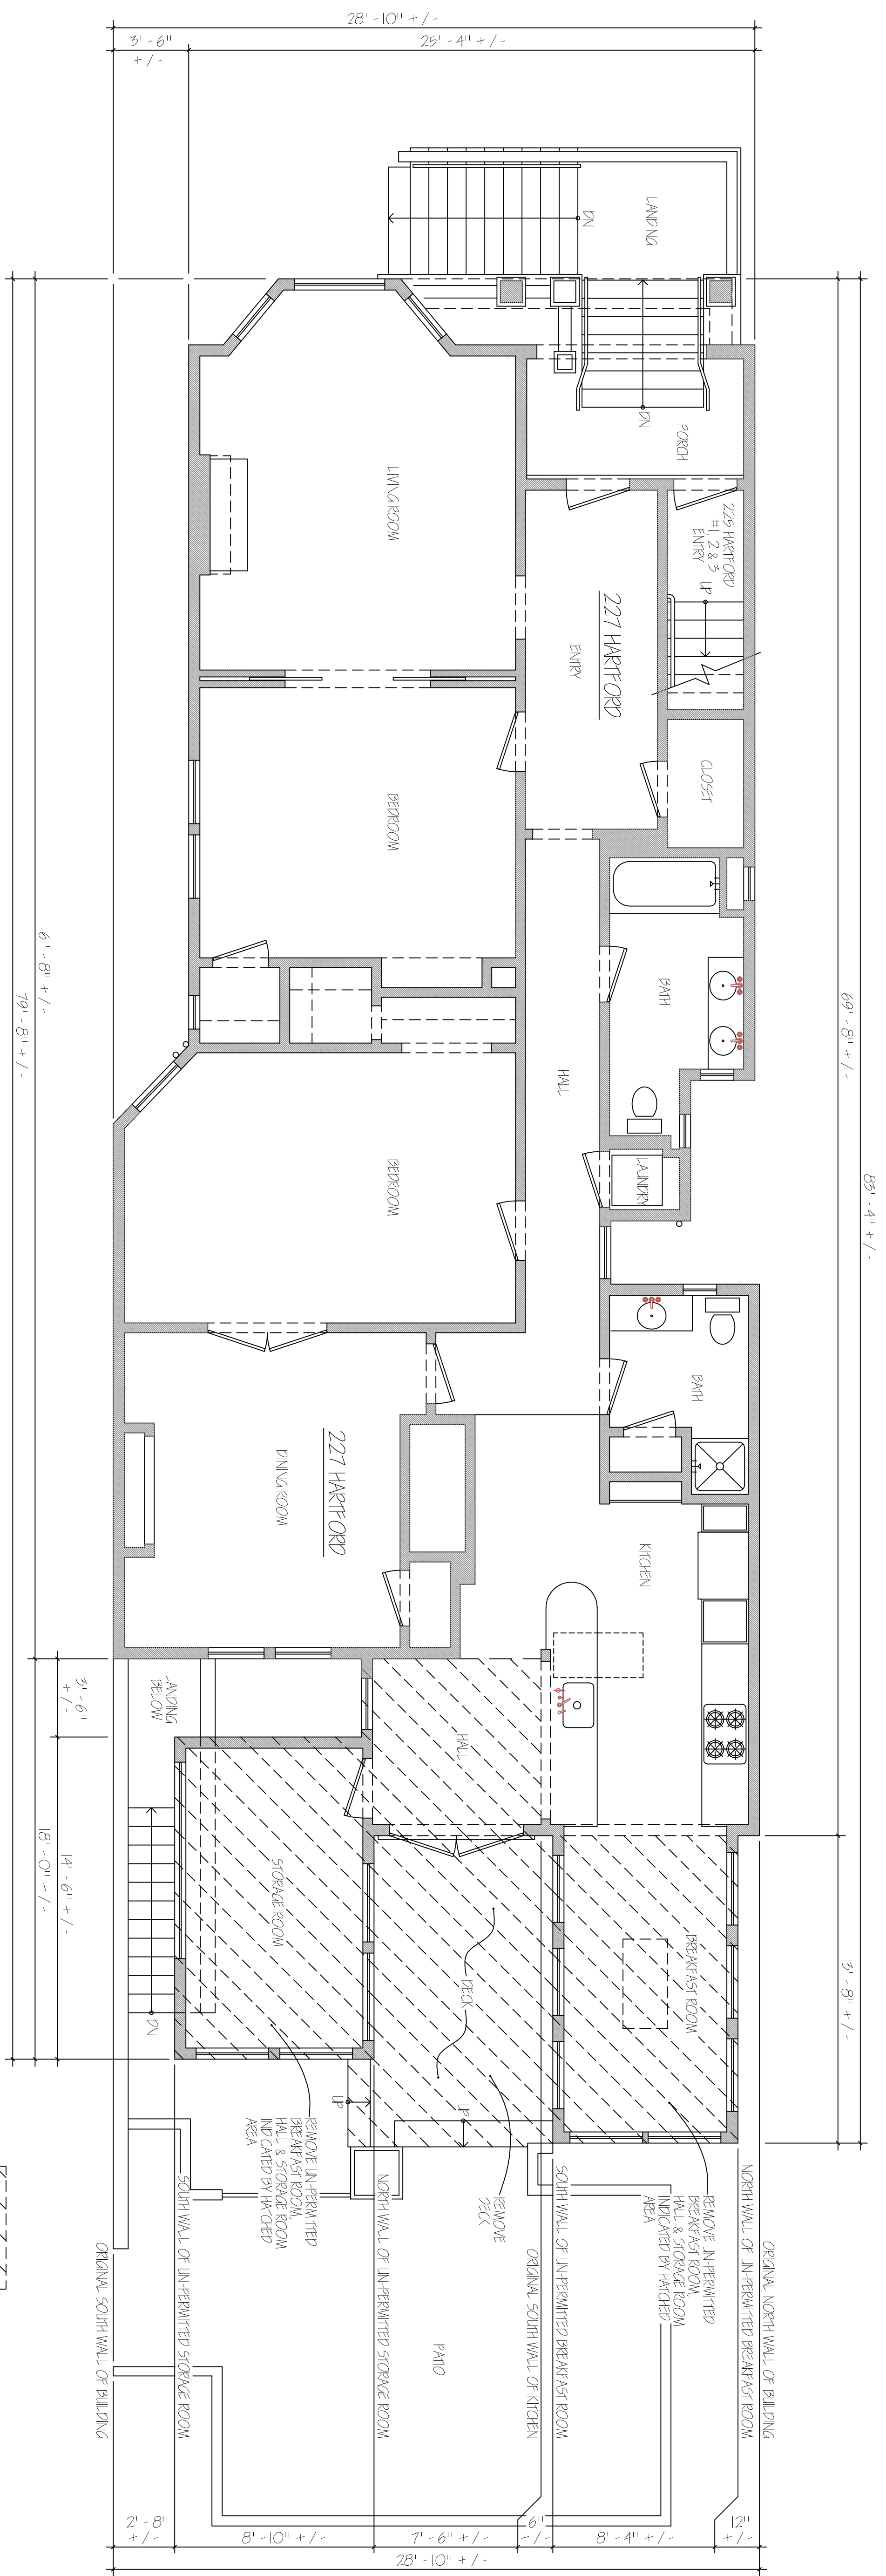 28' -10" +/-
3' -6"
+/-
25' -4" +/-
LANDING
DN
DN
PORCH
LIVING ROOM
225 HARTFORD
#1, 2 & 3
ENTRY
UP
227 HARTFORD
ENTRY
CLOSET
BEDROOM
BATH
HALL
61' -8" +/-
79' -8" +/-
69' -8" +/-
83' -4" +/-
BEDROOM
LAUNDRY
BATH
227 HARTFORD
DINING ROOM
KITCHEN
LANDING
BELOW
3' -6"
+/-
HALL
STORAGE ROOM
14' -6" +/-
18' -0" +/-
DECK
BREAKFAST ROOM
13' -8" +/-
DN
UP
UP
REMOVE UN-PERMITTED
BREAKFAST ROOM,
HALL & STORAGE ROOM
INDICATED BY HATCHED
AREA
REMOVE
DECK
REMOVE UN-PERMITTED
BREAKFAST ROOM,
HALL & STORAGE ROOM
INDICATED BY HATCHED
AREA
ORIGINAL SOUTH WALL OF BUILDING
SOUTH WALL OF UN-PERMITTED STORAGE ROOM
NORTH WALL OF UN-PERMITTED STORAGE ROOM
PATIO
ORIGINAL SOUTH WALL OF KITCHEN
SOUTH WALL OF UN-PERMITTED BREAKFAST ROOM
NORTH WALL OF UN-PERMITTED BREAKFAST ROOM
ORIGINAL NORTH WALL OF BUILDING
2' -8"
+/-
8' -10" +/-
7' -6" +/-
6"
+/-
8' -4" +/-
12"
+/-
28' -10" +/-